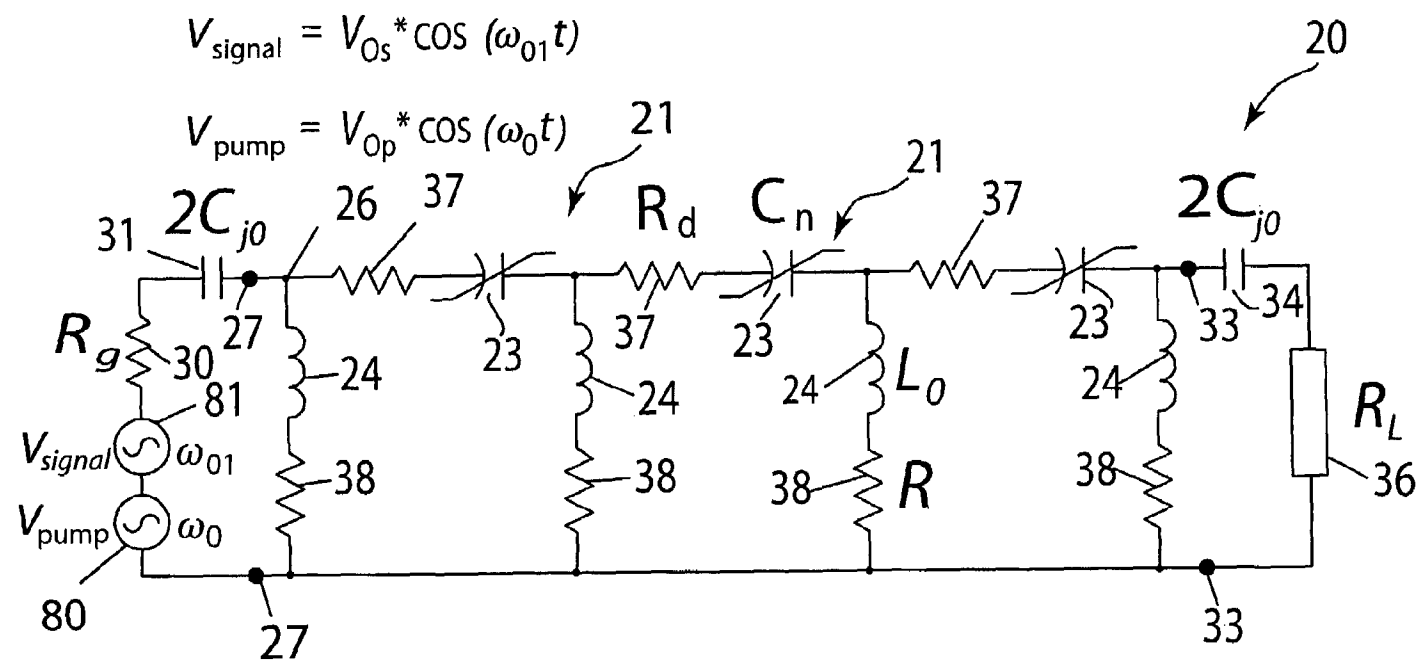 V_signal = V_Os* COS (ω_01 t)
20
V_pump = V_Op* COS (ω_0 t)
21
21
2C_j0
26
37
R_d
C_n
37
2C_j0
31
27
23
37
23
23
33
34
R_g
30
24
24
24
L_0
24
R_L
81
V_signal
ω_01
38
38
38
R
38
36
V_pump
ω_0
80
27
33